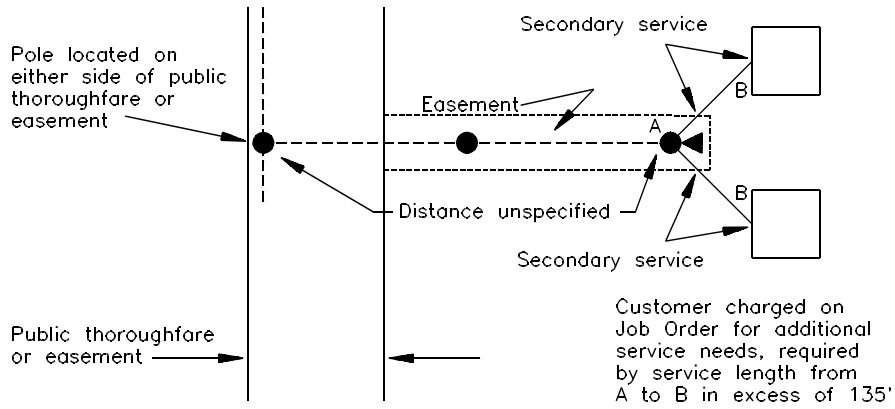 Secondary service
Pole located on
either side of public
thoroughfare or
easement
Easement
A
B
B
Distance unspecified
Secondary service
Public thoroughfare
or easement
Customer charged on
Job Order for additional
service needs, required
by service length from
A to B in excess of 135'